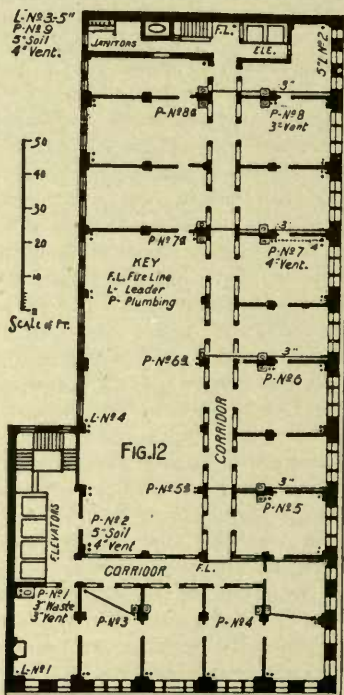 L-Nº3-5"
P-Nº9
5" Soil
4" Vent.
JANITORS
F.L.
ELE.
5" L Nº2
3"
P-Nº8a
P-Nº8
3" Vent
50
40
30
20
10
0
SCALE OF FT.
3"
4"
P-Nº7a
P-Nº7
4" Vent.
KEY
F.L. Fire Line
L- Leader
P- Plumbing
3"
P-Nº6a
P-Nº6
L-Nº4
FIG.12
CORRIDOR
3"
P-Nº5a
P-Nº5
ELEVATORS
P-Nº2
5" Soil
4" Vent
CORRIDOR
F.L.
P-Nº1
3" Waste
3" Vent
P-Nº3
P-Nº4
L-Nº1